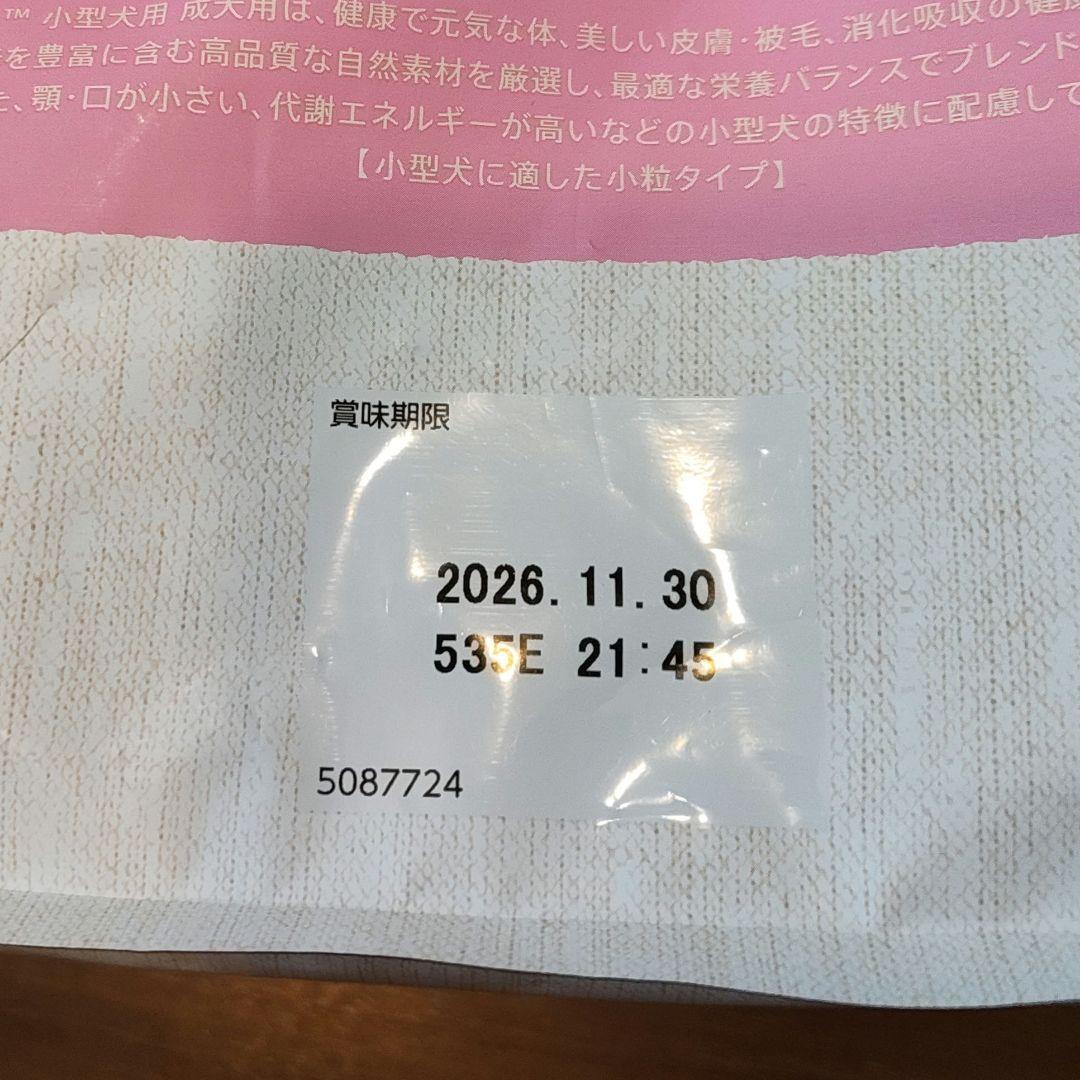 ™ 小型犬用 成犬用は、健康で元気な体、美しい皮膚・被毛、消化吸収の健康
を豊富に含む高品質な自然素材を厳選し、最適な栄養バランスでブレンド
、顎・口が小さい、代謝エネルギーが高いなどの小型犬の特徴に配慮して
【小型犬に適した小粒タイプ】
賞味期限
2026.11.30
535E 21:45
5087724